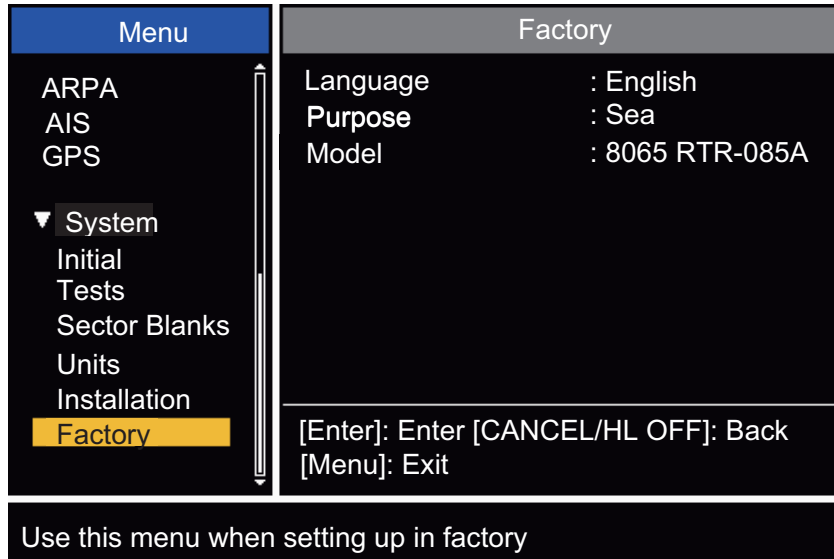 Menu
ARPA
AIS
GPS
▼ System
Initial
Tests
Sector Blanks
Units
Installation
Factory
Factory
Language : English
Purpose : Sea
Model : 8065 RTR-085A
[Enter]: Enter [CANCEL/HL OFF]: Back
[Menu]: Exit
Use this menu when setting up in factory